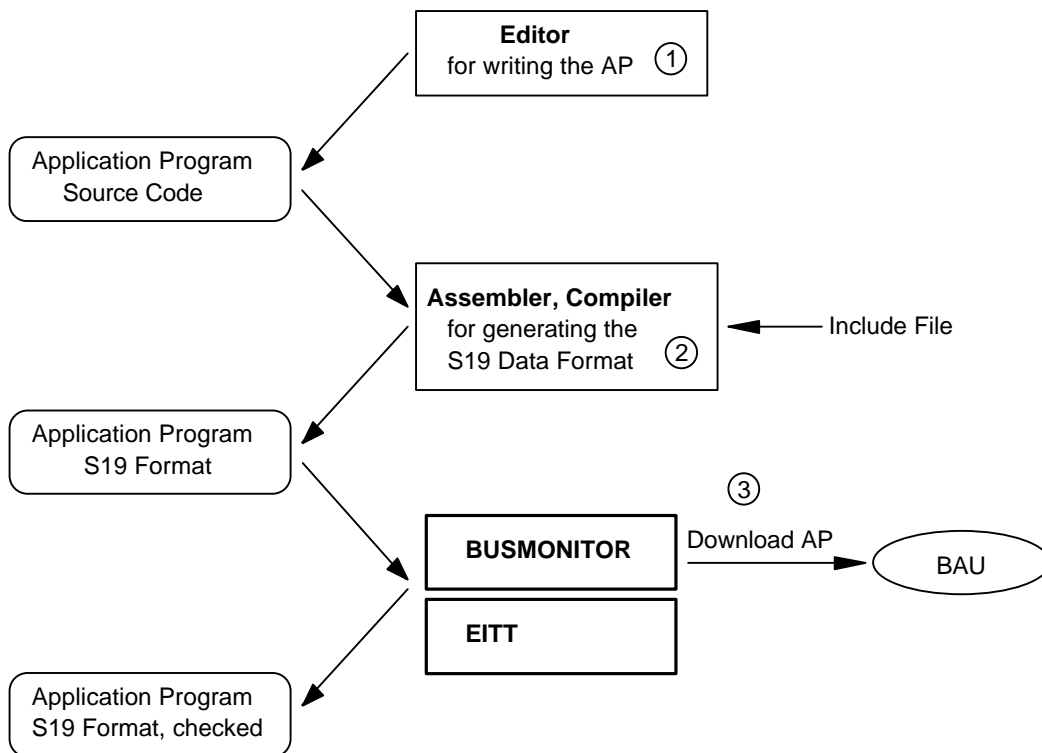 Editor
for writing the AP
1
Application Program
Source Code
Assembler, Compiler
for generating the
S19 Data Format
2
Include File
Application Program
S19 Format
3
BUSMONITOR
Download AP
BAU
EITT
Application Program
S19 Format, checked